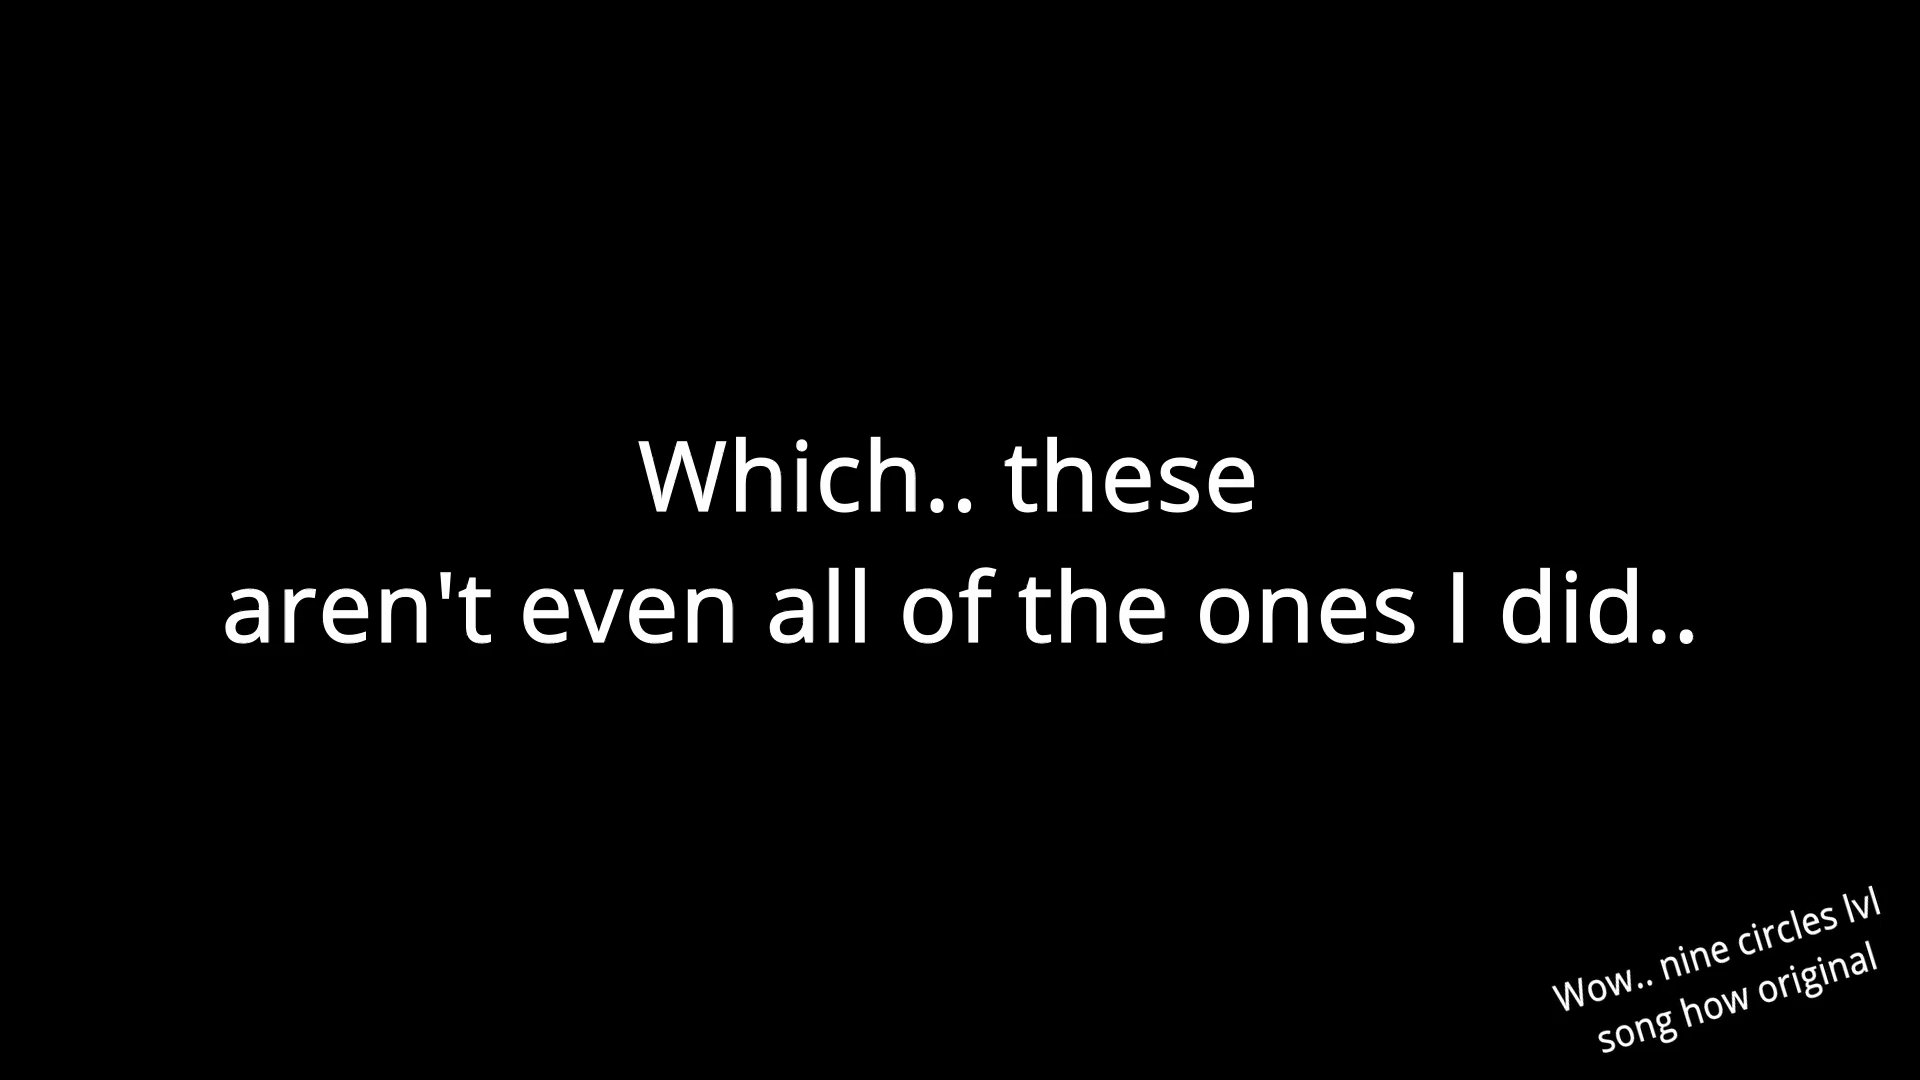 Which.. these
aren't even all of the ones I did..
Wow.. nine circles lvl
song how original